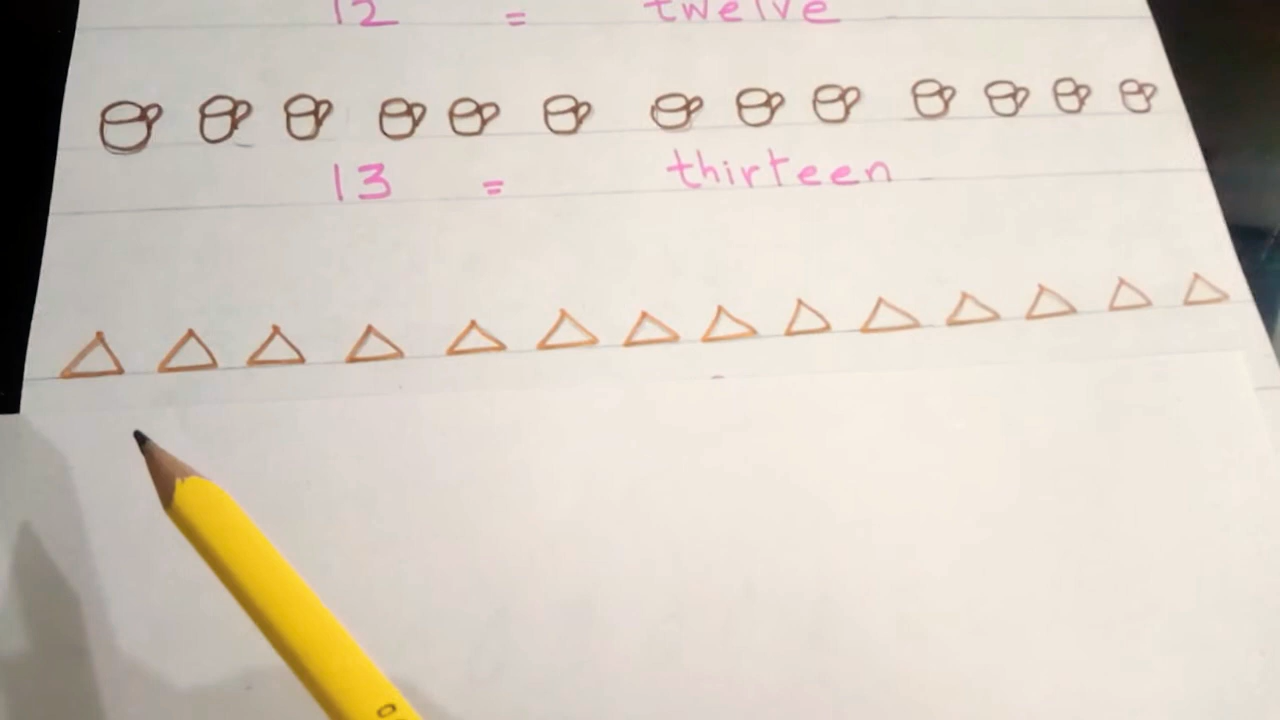 12 = twelve
13 = thirteen